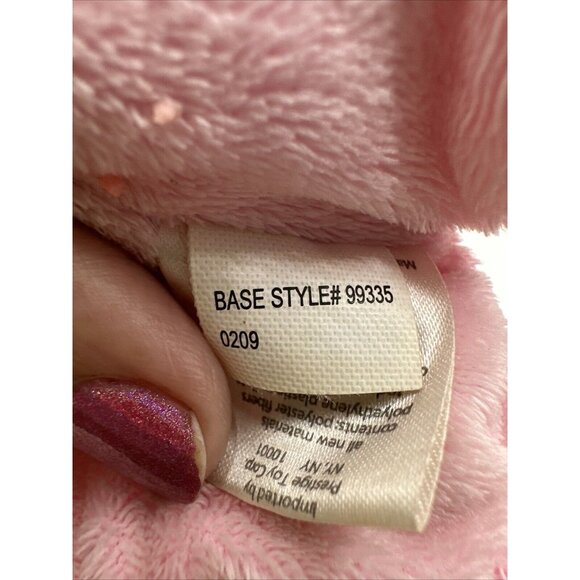 BASE STYLE# 99335
0209
Ma
Imported by
Prestige Toy Corp
NY, NY 10001
all new materials
contents: polyester fibers
polyethylene plastic